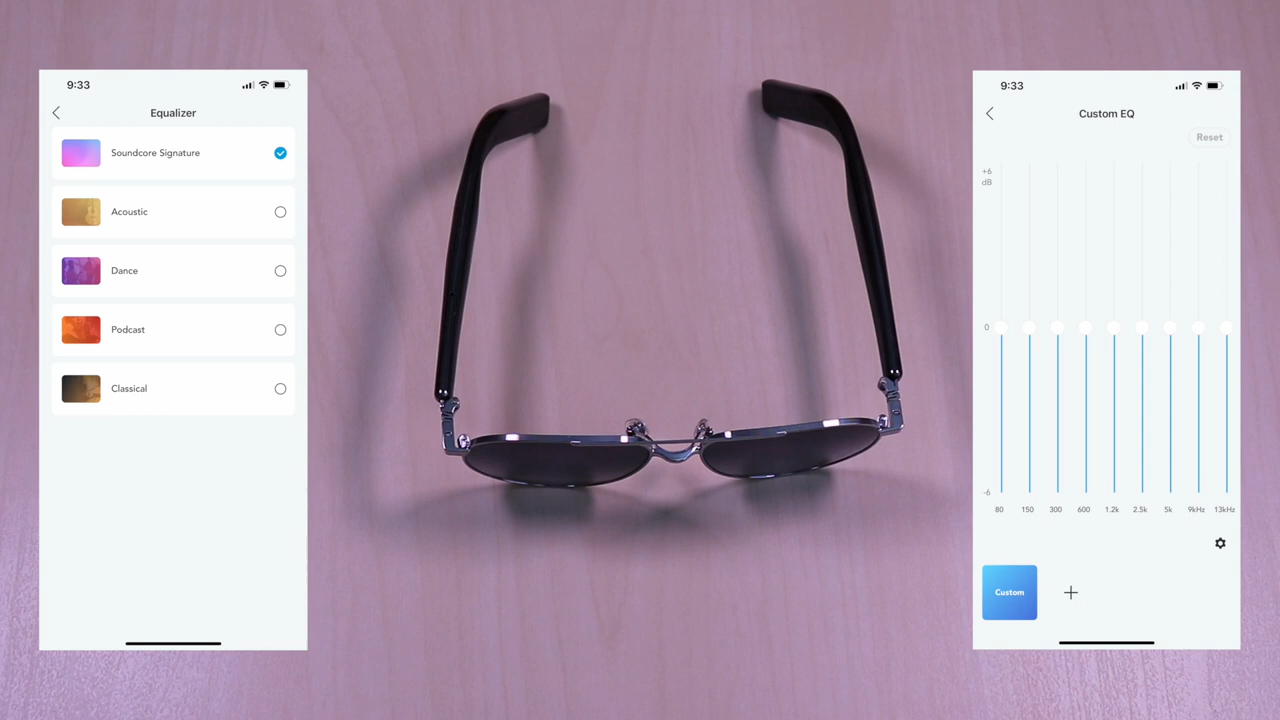 9:33
Equalizer
Soundcore Signature
Acoustic
Dance
Podcast
Classical
9:33
Custom EQ
Reset
+6
dB
0
-6
80 150 300 600 1.2k 2.5k 5k 9kHz 13kHz
Custom